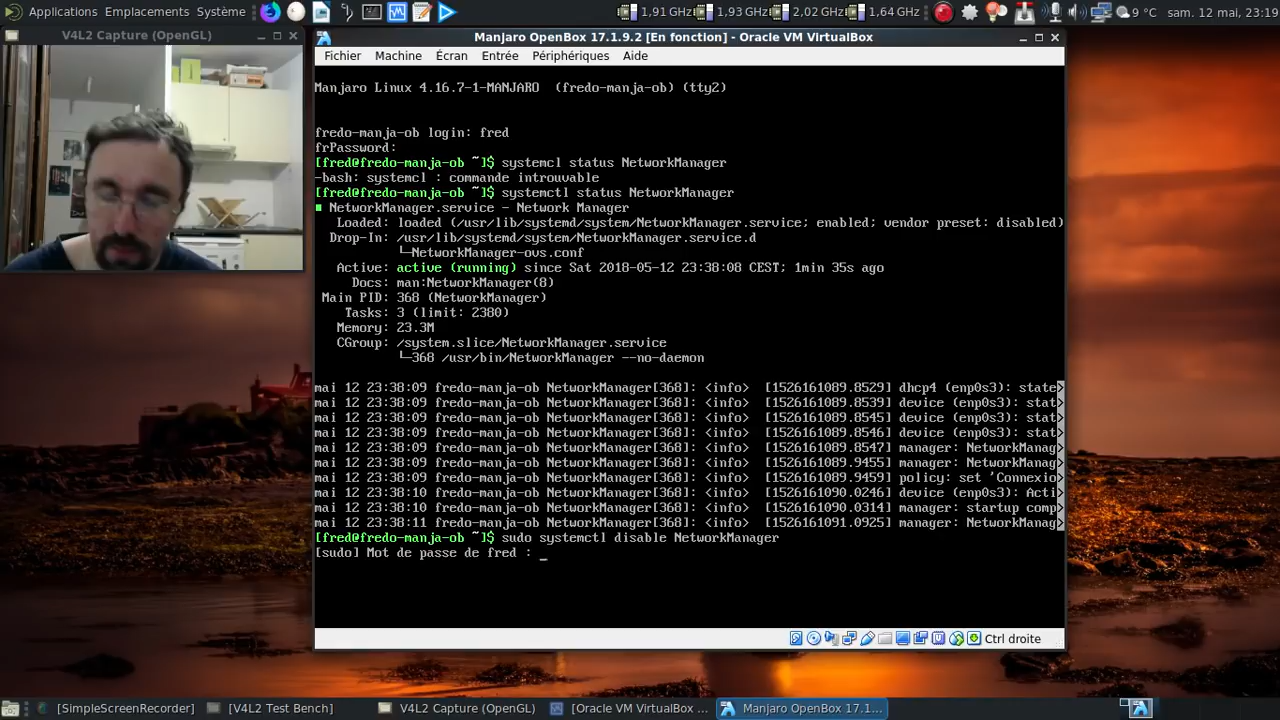 Applications Emplacements Système
1,91 GHz 1,93 GHz 2,02 GHz 1,64 GHz 9 °C sam. 12 mai, 23:19
V4L2 Capture (OpenGL)
Manjaro OpenBox 17.1.9.2 [En fonction] - Oracle VM VirtualBox
Fichier Machine Écran Entrée Périphériques Aide
Manjaro Linux 4.16.7-1-MANJARO (fredo-manja-ob) (tty2)
fredo-manja-ob login: fred
frPassword:
[fred@fredo-manja-ob ~]$ systemcl status NetworkManager
-bash: systemcl : commande introuvable
[fred@fredo-manja-ob ~]$ systemctl status NetworkManager
NetworkManager.service - Network Manager
Loaded: loaded (/usr/lib/systemd/system/NetworkManager.service; enabled; vendor preset: disabled)
Drop-In: /usr/lib/systemd/system/NetworkManager.service.d
└─NetworkManager-ovs.conf
Active: active (running) since Sat 2018-05-12 23:38:08 CEST; 1min 35s ago
Docs: man:NetworkManager(8)
Main PID: 368 (NetworkManager)
Tasks: 3 (limit: 2380)
Memory: 23.3M
CGroup: /system.slice/NetworkManager.service
└─368 /usr/bin/NetworkManager --no-daemon
mai 12 23:38:09 fredo-manja-ob NetworkManager[368]: <info> [1526161089.8529] dhcp4 (enp0s3): state>
mai 12 23:38:09 fredo-manja-ob NetworkManager[368]: <info> [1526161089.8539] device (enp0s3): stat>
mai 12 23:38:09 fredo-manja-ob NetworkManager[368]: <info> [1526161089.8545] device (enp0s3): stat>
mai 12 23:38:09 fredo-manja-ob NetworkManager[368]: <info> [1526161089.8546] device (enp0s3): stat>
mai 12 23:38:09 fredo-manja-ob NetworkManager[368]: <info> [1526161089.8547] manager: NetworkManag>
mai 12 23:38:09 fredo-manja-ob NetworkManager[368]: <info> [1526161089.9455] manager: NetworkManag>
mai 12 23:38:09 fredo-manja-ob NetworkManager[368]: <info> [1526161089.9459] policy: set 'Connexio>
mai 12 23:38:10 fredo-manja-ob NetworkManager[368]: <info> [1526161090.0246] device (enp0s3): Acti>
mai 12 23:38:10 fredo-manja-ob NetworkManager[368]: <info> [1526161090.0314] manager: startup comp>
mai 12 23:38:11 fredo-manja-ob NetworkManager[368]: <info> [1526161091.0925] manager: NetworkManag>
[fred@fredo-manja-ob ~]$ sudo systemctl disable NetworkManager
[sudo] Mot de passe de fred : _
Ctrl droite
[SimpleScreenRecorder] [V4L2 Test Bench] V4L2 Capture (OpenGL) [Oracle VM VirtualBox ... Manjaro OpenBox 17.1...